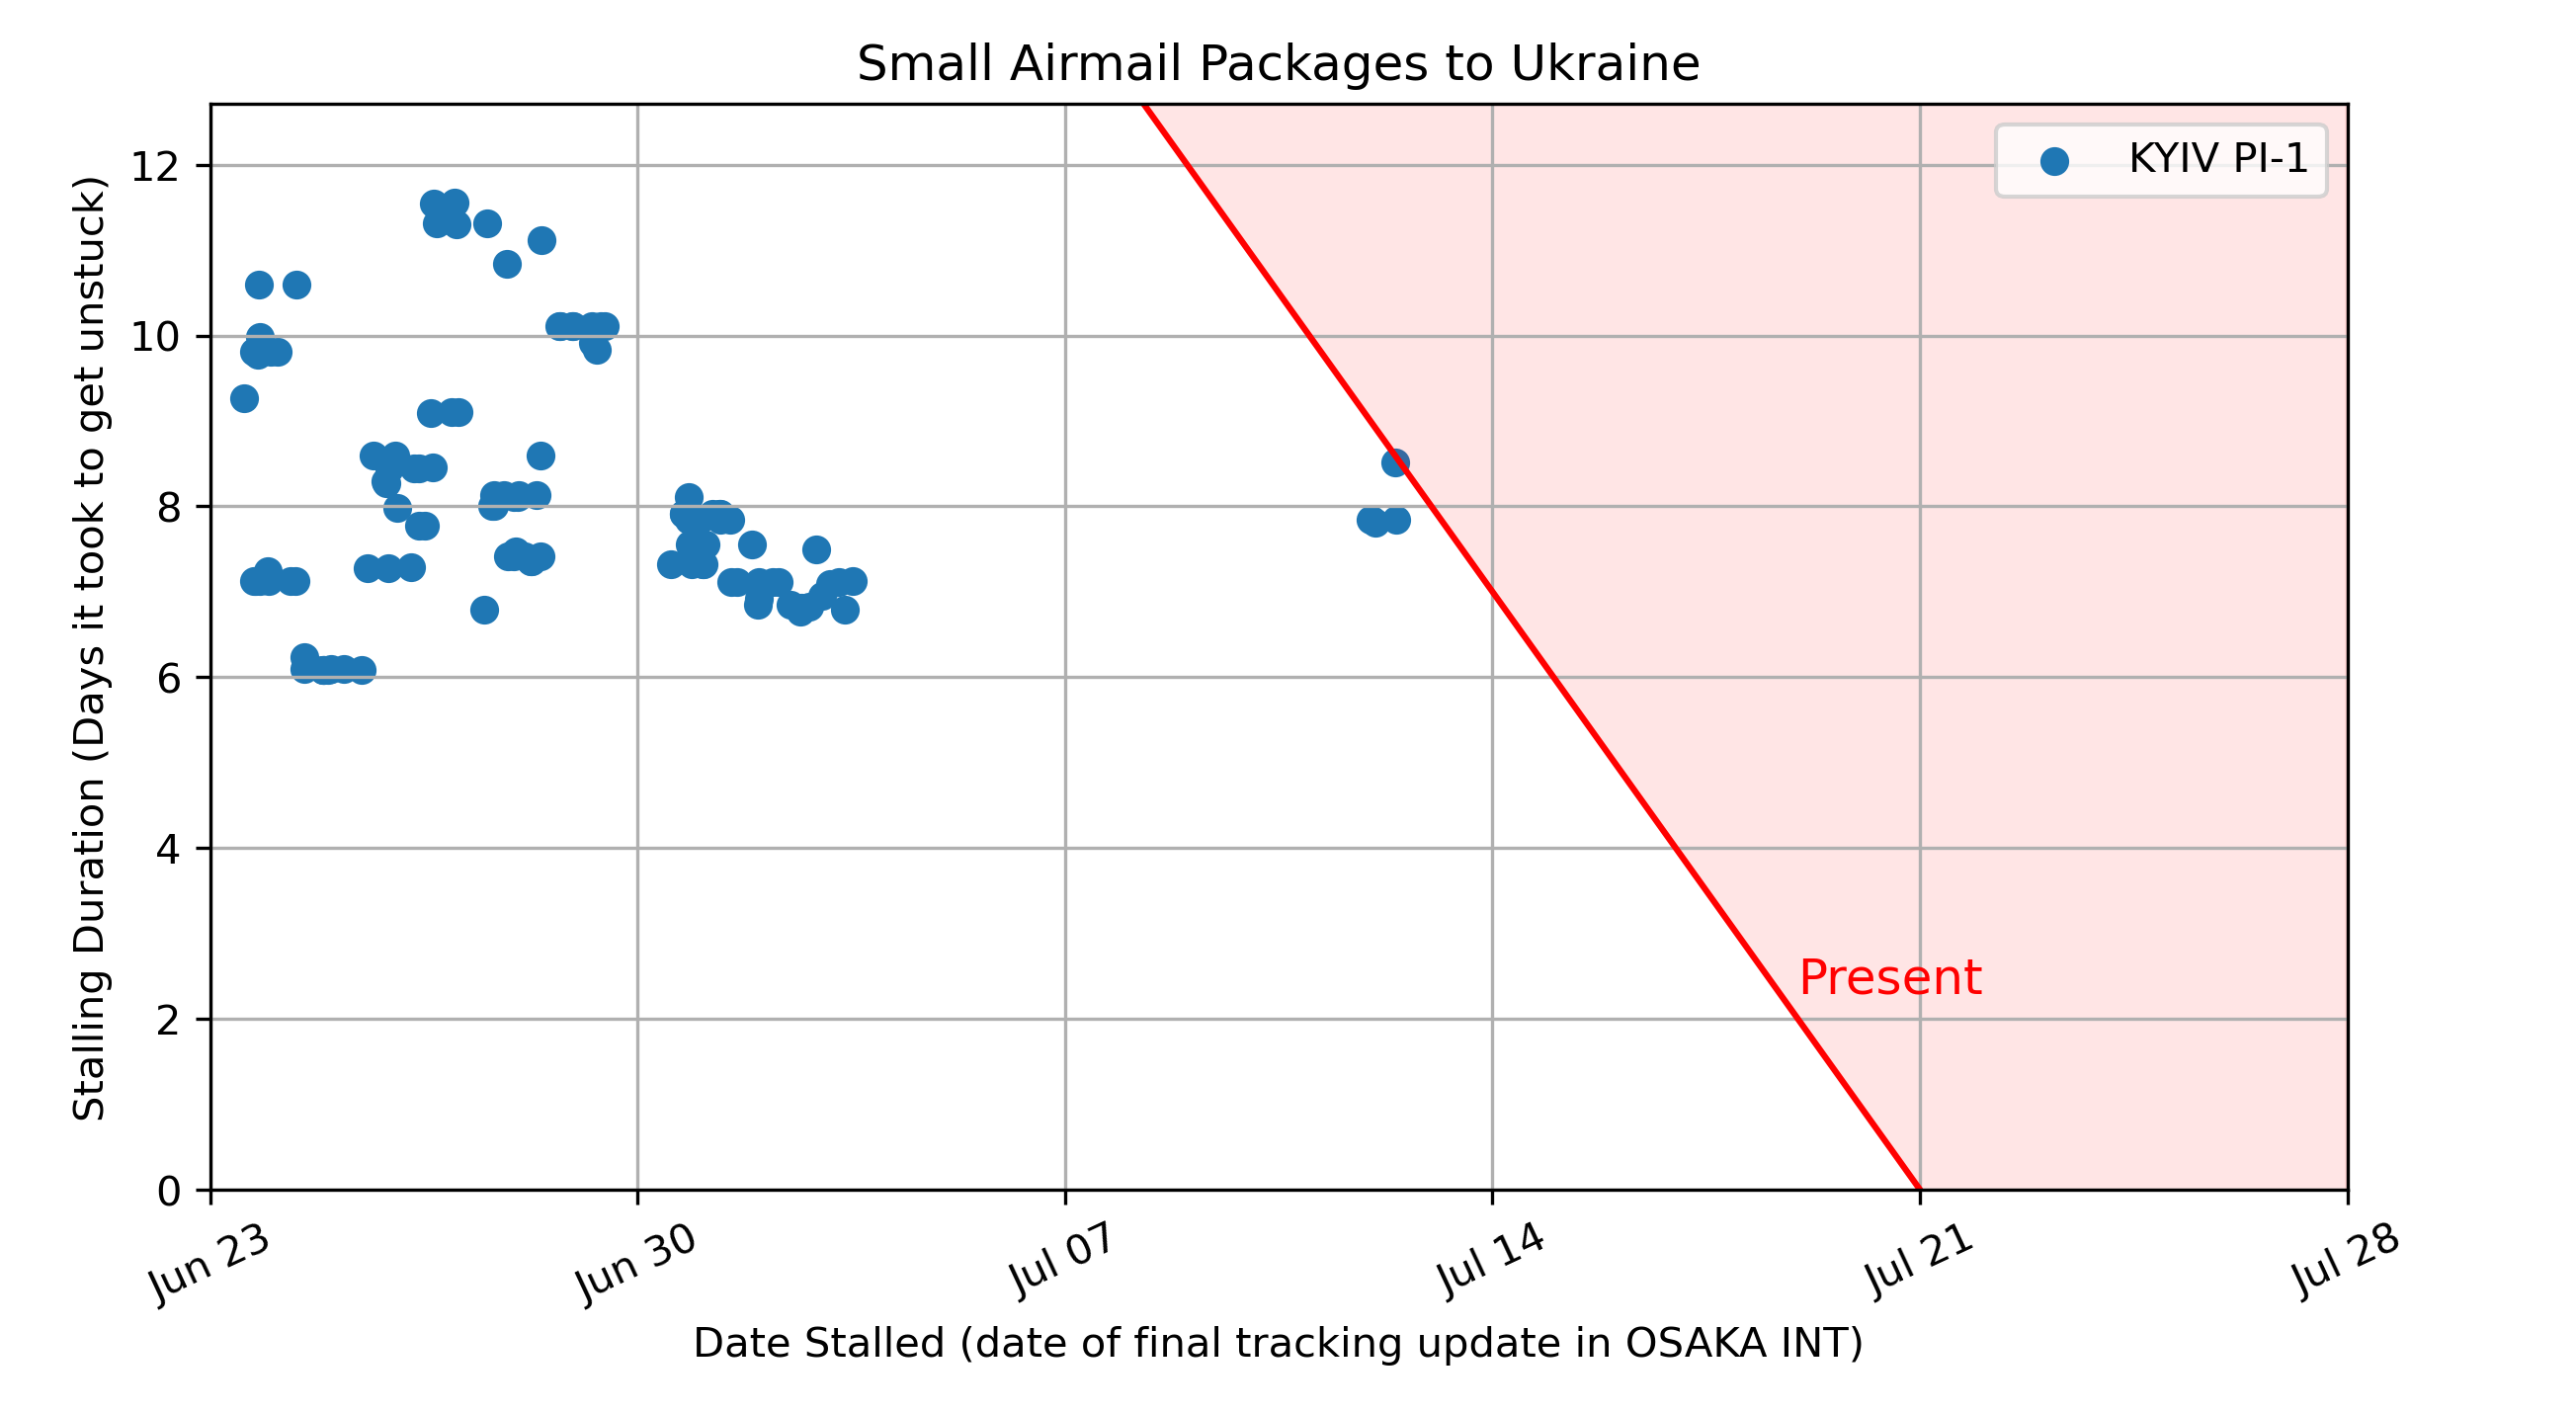 Small Airmail Packages to Ukraine
KYIV PI-1
Stalling Duration (Days it took to get unstuck)
12
10
8
6
4
2
0
Present
Jun 23
Jun 30
Jul 07
Jul 14
Jul 21
Jul 28
Date Stalled (date of final tracking update in OSAKA INT)